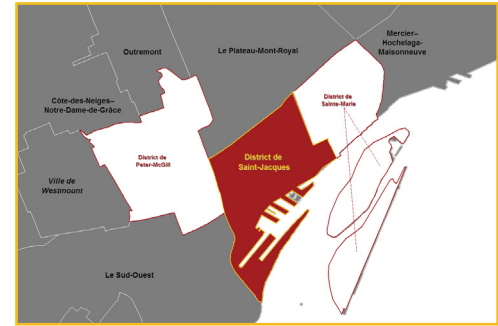 Mercier–
Hochelaga-
Maisonneuve
Outremont
Le Plateau-Mont-Royal
Côte-des-Neiges–
Notre-Dame-de-Grâce
District de
Sainte-Marie
District de
Peter-McGill
District de
Saint-Jacques
Ville de
Westmount
Le Sud-Ouest